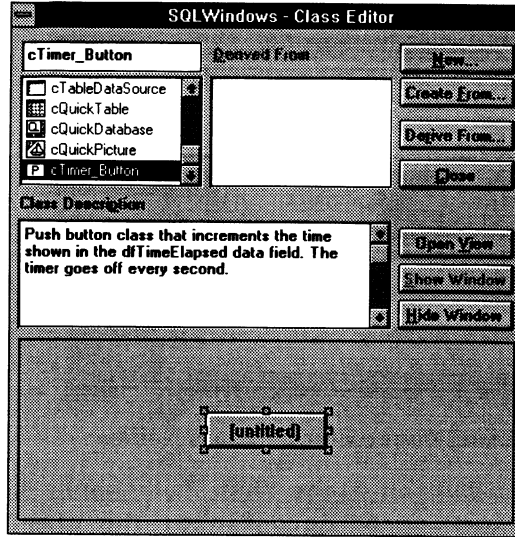 SQLWindows - Class Editor
cTimer_Button
Derived From
New...
cTableDataSource
cQuickTable
cQuickDatabase
cQuickPicture
P cTimer_Button
Create From...
Derive From...
Close
Class Description
Push button class that increments the time
shown in the dfTimeElapsed data field. The
timer goes off every second.
Open View
Show Window
Hide Window
(untitled)